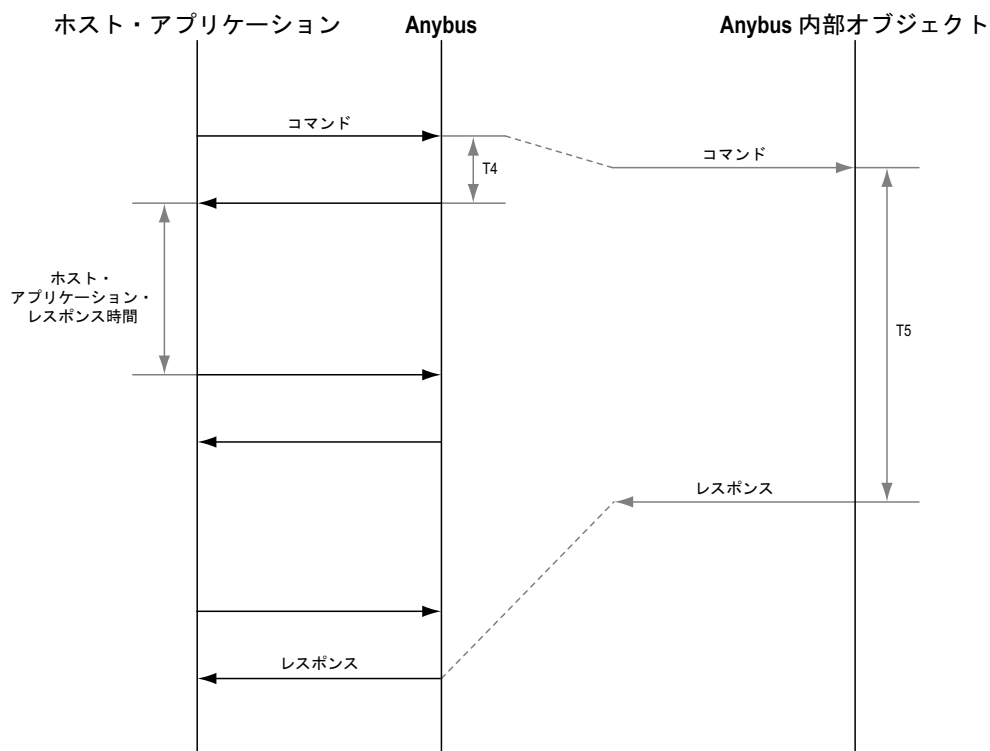 ホスト・アプリケーション
Anybus
Anybus 内部オブジェクト
コマンド
コマンド
T4
ホスト・
アプリケーション・
レスポンス時間
T5
レスポンス
レスポンス